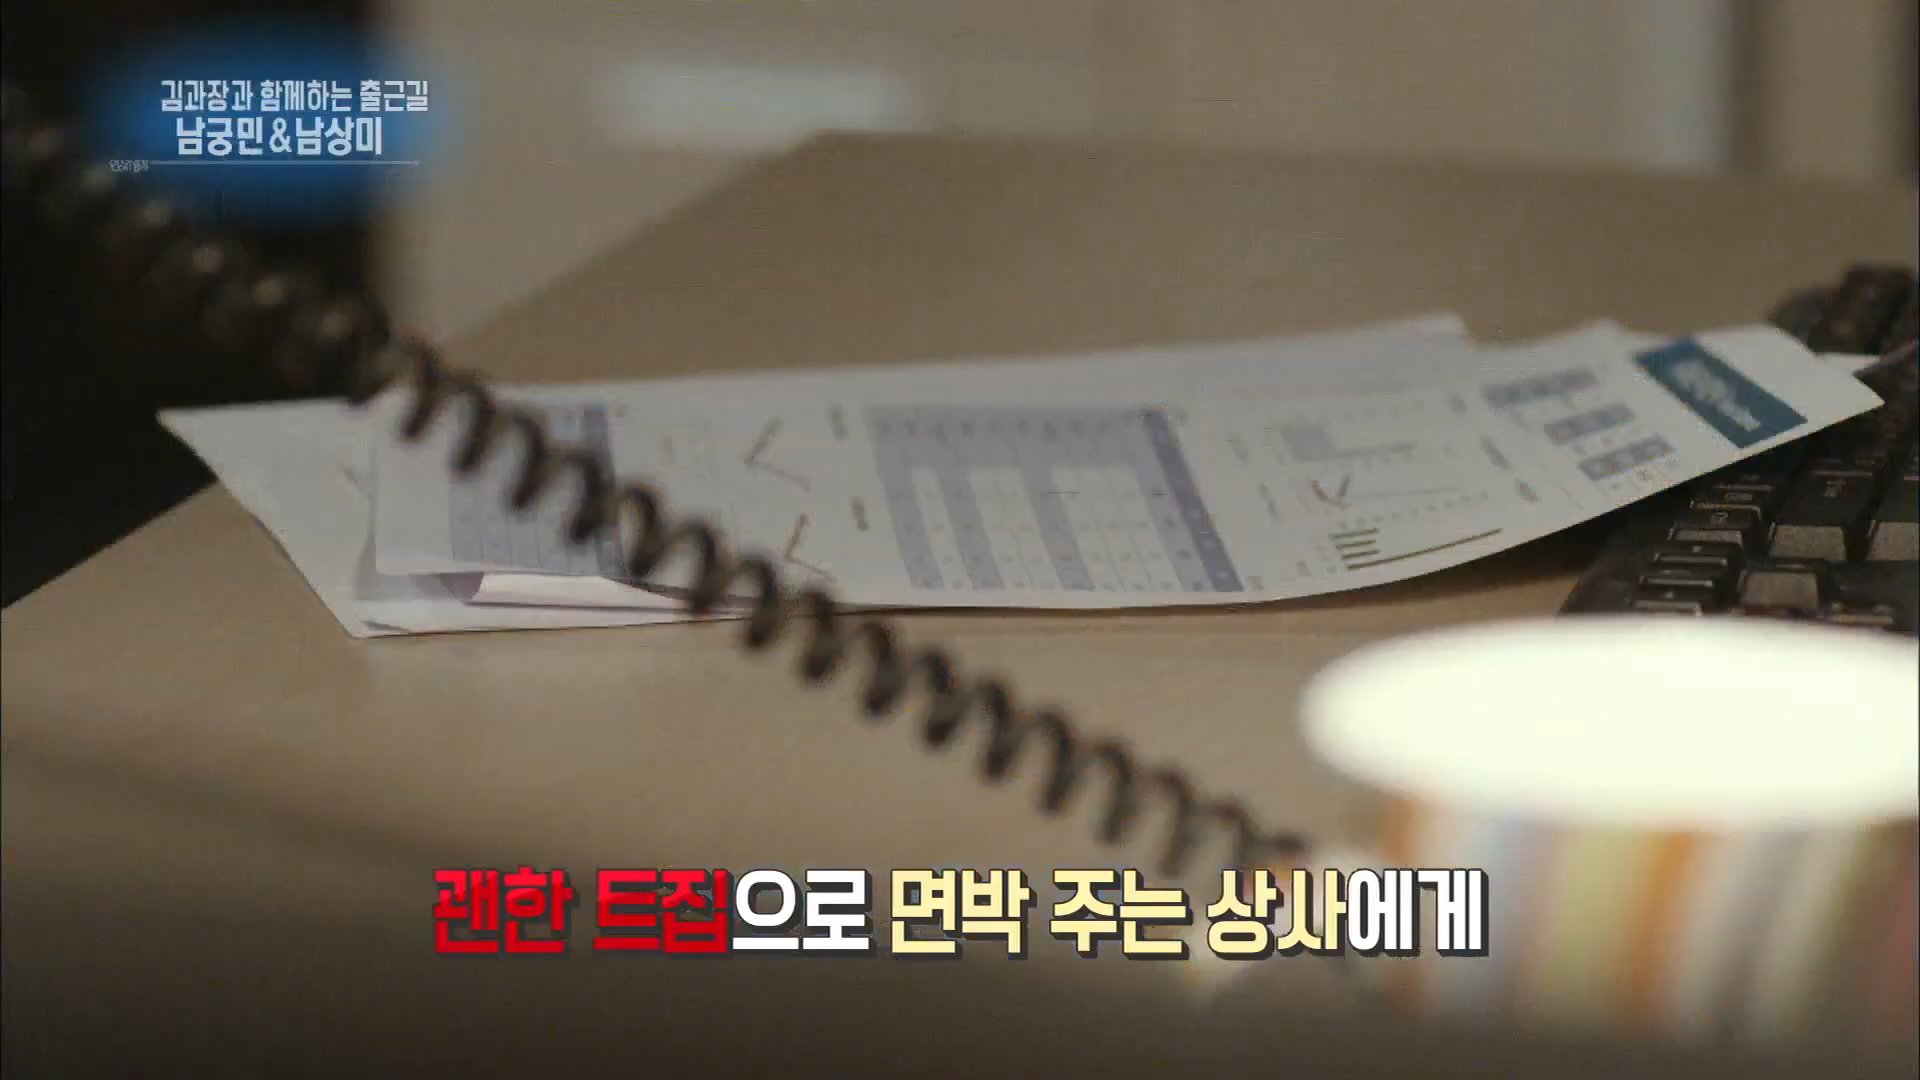 김과장과 함께하는 출근길
남궁민&남상미
괜한 트집으로 면박 주는 상사에게